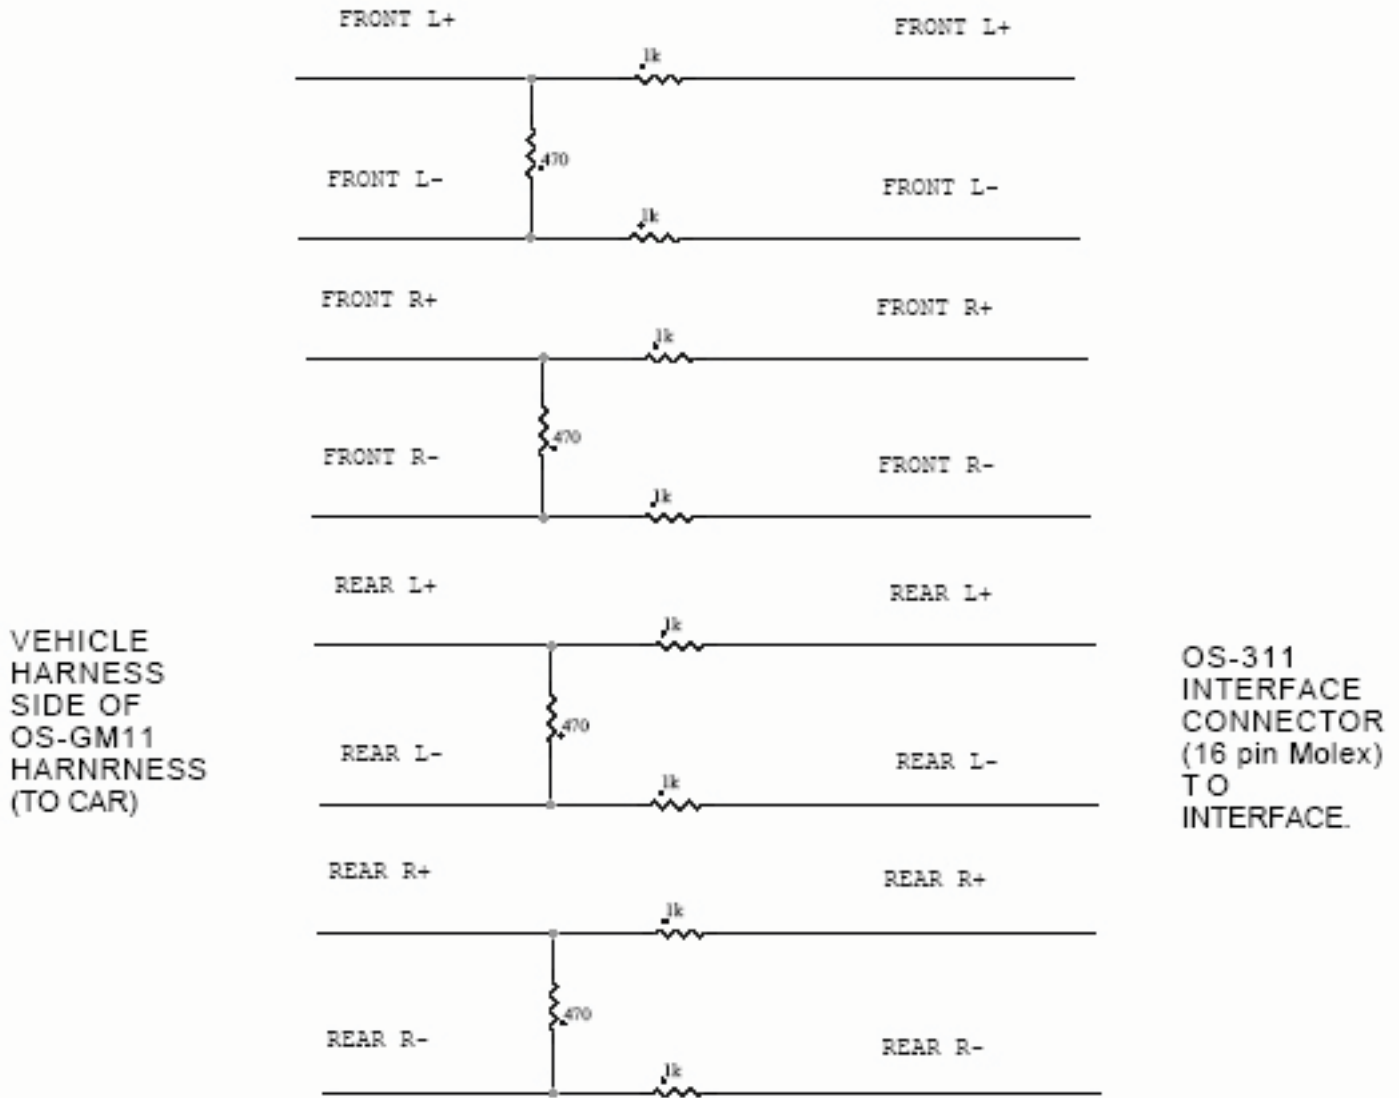 FRONT L+
FRONT L+
1k
470
FRONT L-
FRONT L-
1k
FRONT R+
FRONT R+
1k
470
FRONT R-
FRONT R-
1k
REAR L+
REAR L+
1k
VEHICLE
HARNESS
SIDE OF
OS-GM11
HARNRNESS
(TO CAR)
OS-311
INTERFACE
CONNECTOR
(16 pin Molex)
TO
INTERFACE.
470
REAR L-
REAR L-
1k
REAR R+
REAR R+
1k
470
REAR R-
REAR R-
1k